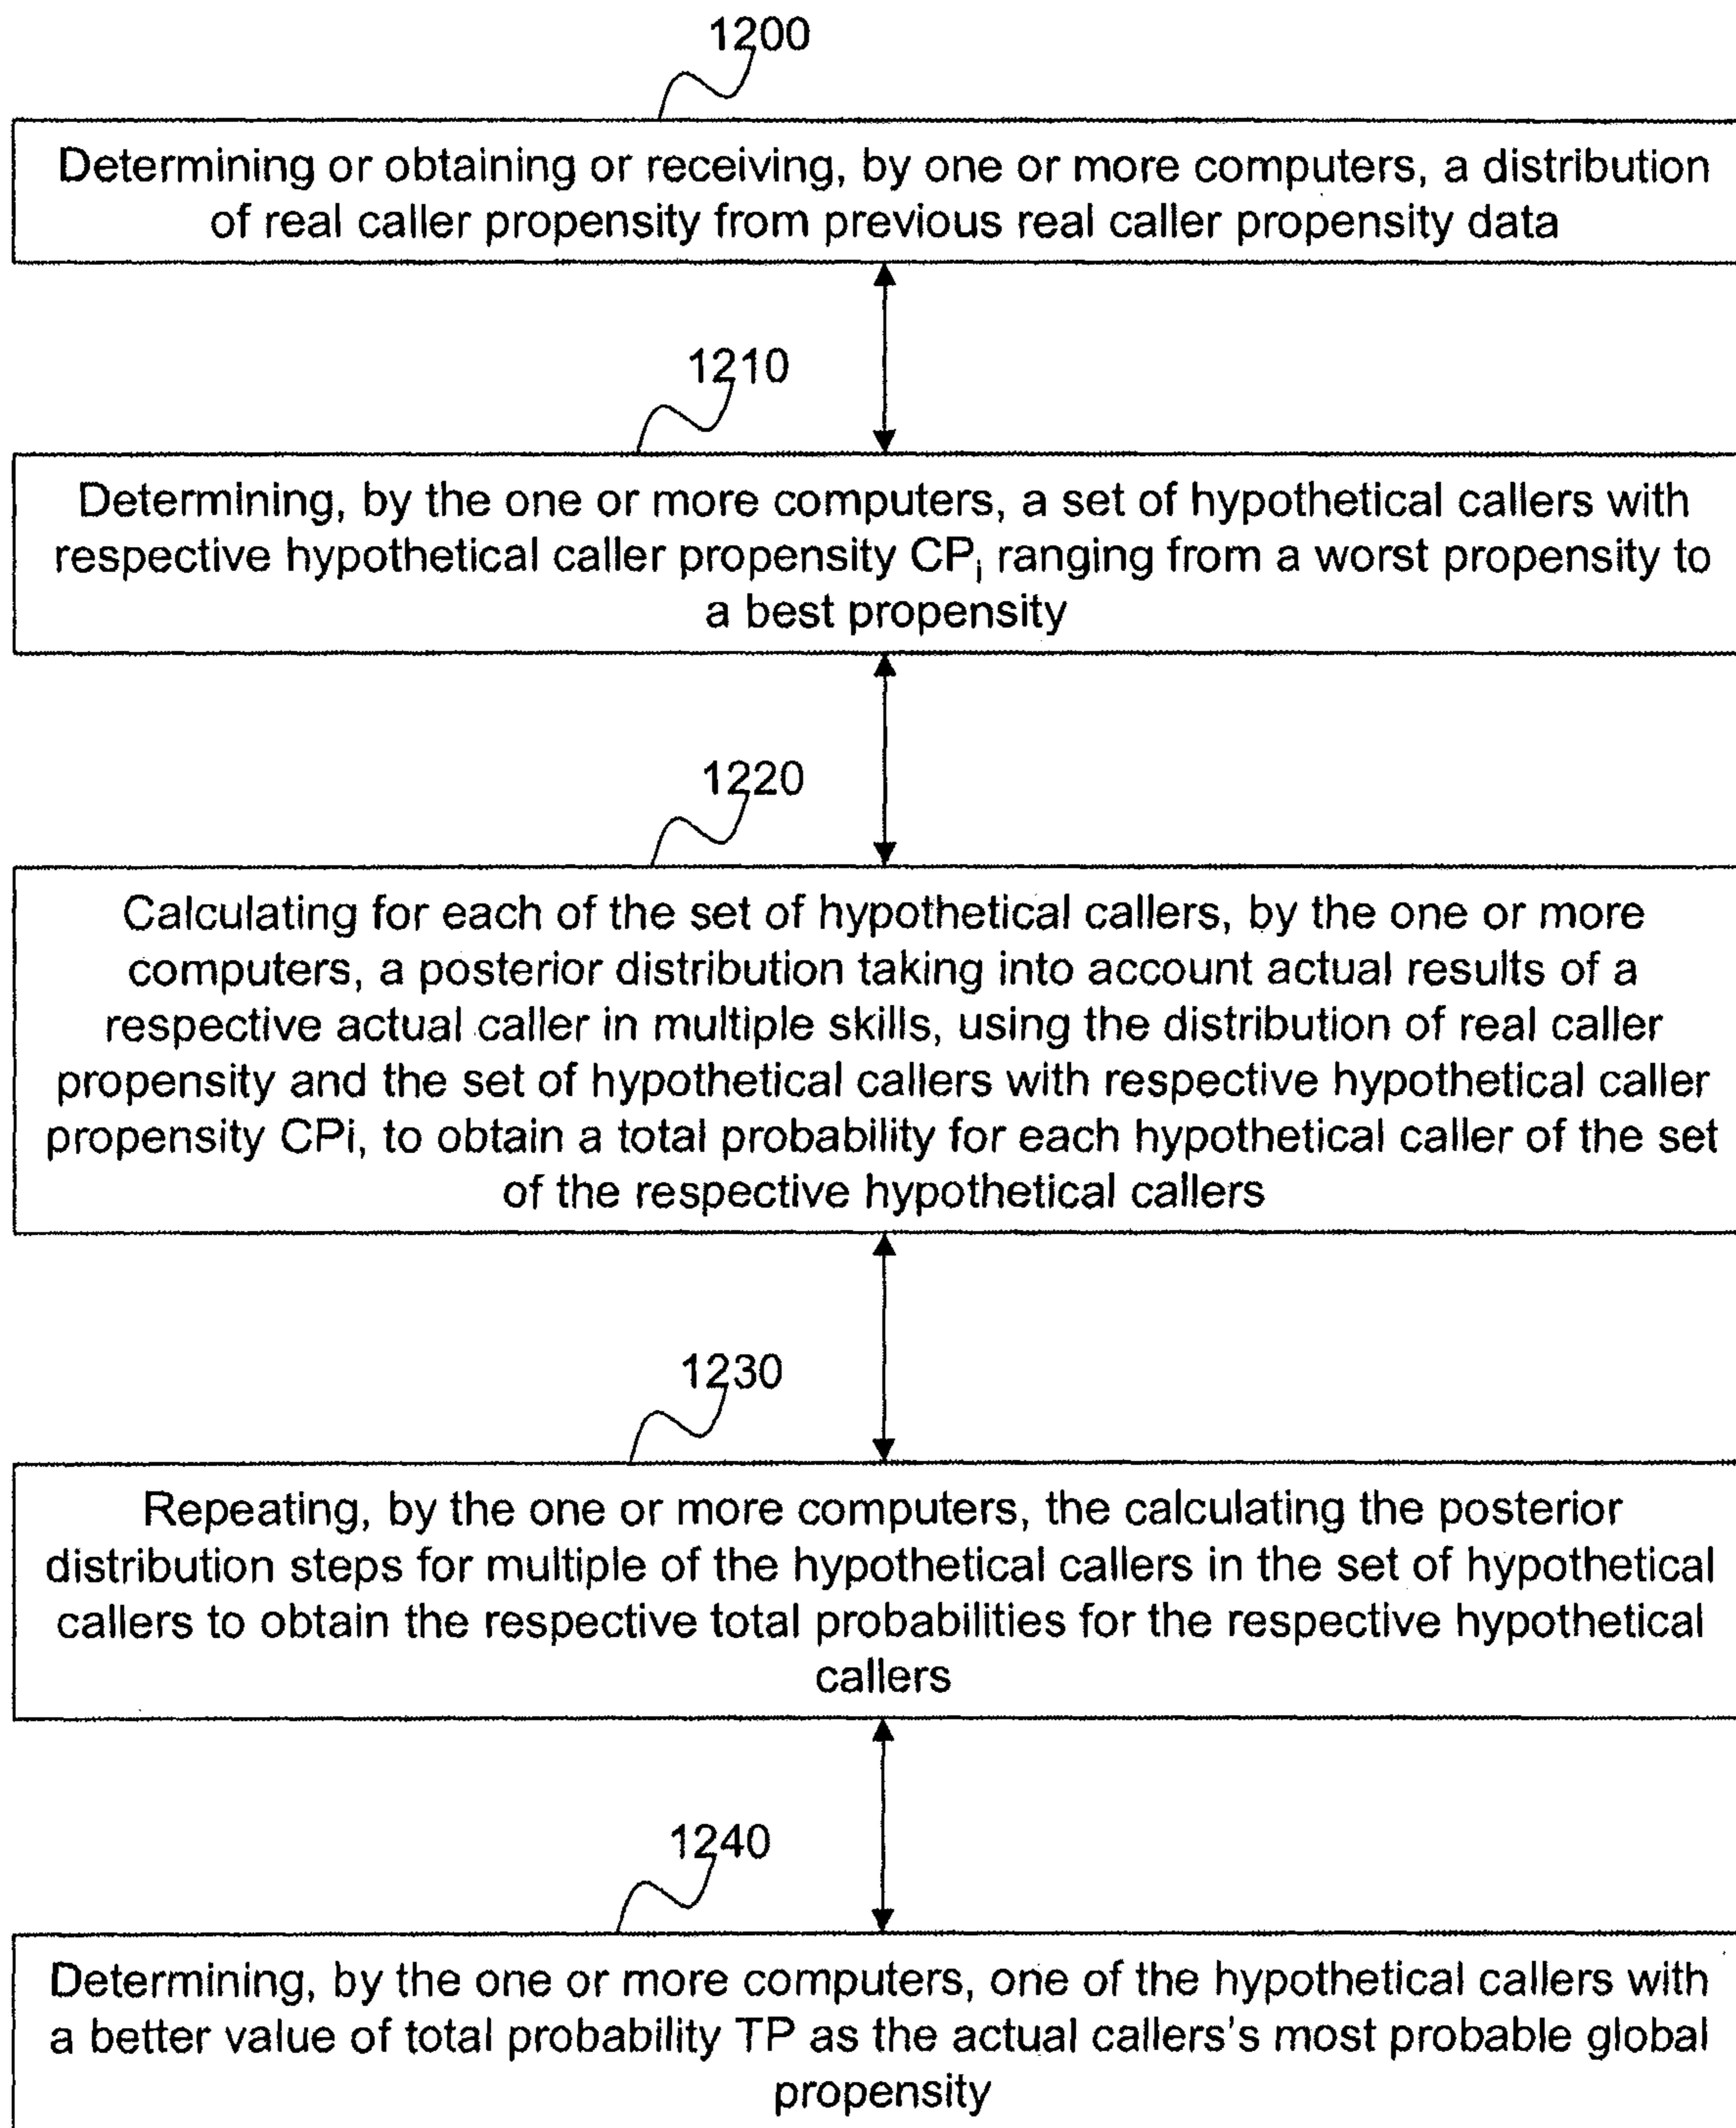 1200
Determining or obtaining or receiving, by one or more computers, a distribution
of real caller propensity from previous real caller propensity data
1210
Determining, by the one or more computers, a set of hypothetical callers with
respective hypothetical caller propensity CPi ranging from a worst propensity to
a best propensity
1220
Calculating for each of the set of hypothetical callers, by the one or more
computers, a posterior distribution taking into account actual results of a
respective actual caller in multiple skills, using the distribution of real caller
propensity and the set of hypothetical callers with respective hypothetical caller
propensity CPi, to obtain a total probability for each hypothetical caller of the set
of the respective hypothetical callers
1230
Repeating, by the one or more computers, the calculating the posterior
distribution steps for multiple of the hypothetical callers in the set of hypothetical
callers to obtain the respective total probabilities for the respective hypothetical
callers
1240
Determining, by the one or more computers, one of the hypothetical callers with
a better value of total probability TP as the actual callers's most probable global
propensity